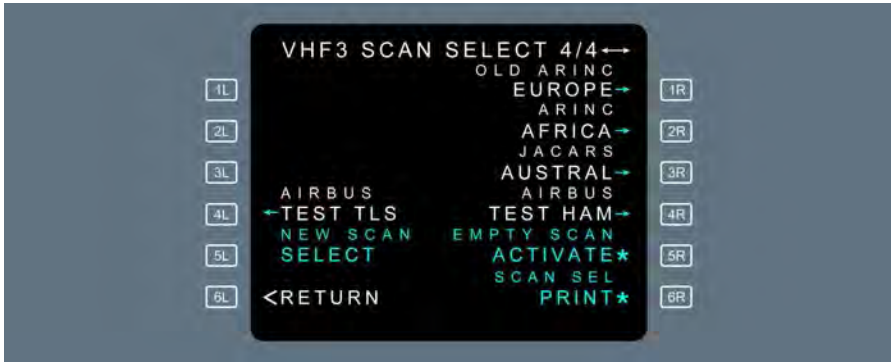 VHF3 SCAN SELECT 4/4↔
OLD ARINC
1L EUROPE→ 1R
ARINC
2L AFRICA→ 2R
JACARS
3L AUSTRAL→ 3R
AIRBUS AIRBUS
4L ←TEST TLS TEST HAM→ 4R
NEW SCAN EMPTY SCAN
5L SELECT ACTIVATE* 5R
SCAN SEL
6L <RETURN PRINT* 6R